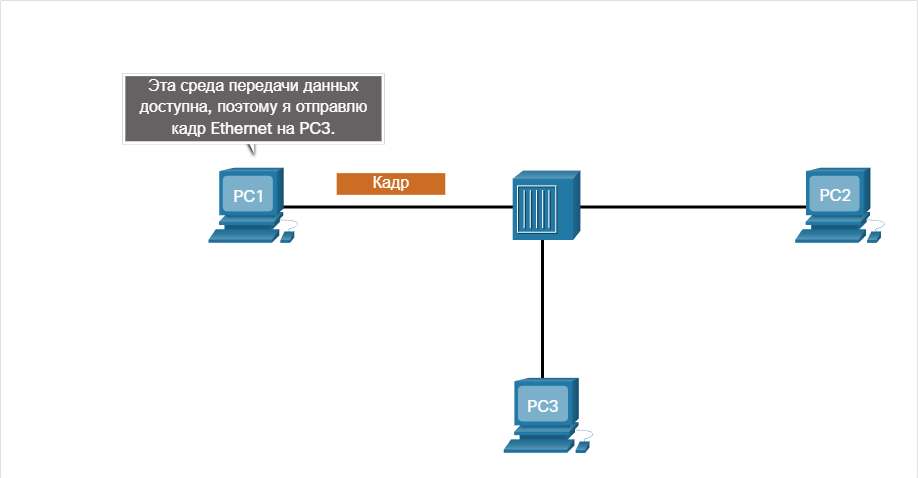 Эта среда передачи данных
доступна, поэтому я отправлю
кадр Ethernet на PC3.
PC1
Кадр
PC2
PC3